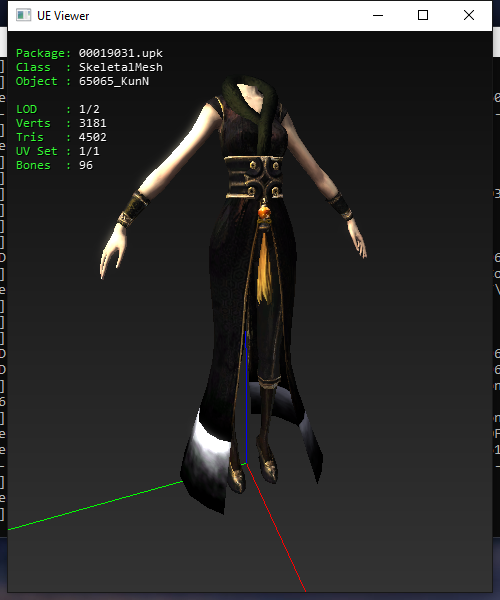 UE Viewer
Package: 00019031.upk
Class  : SkeletalMesh
Object : 65065_KunN
LOD    : 1/2
Verts  : 3181
Tris   : 4502
UV Set : 1/1
Bones  : 96